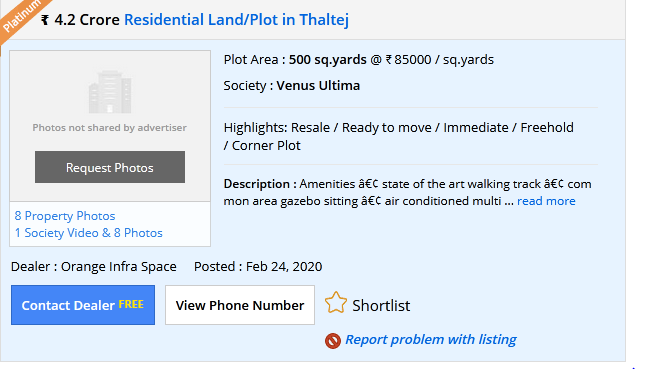 Platinum
₹ 4.2 Crore Residential Land/Plot in Thaltej
Photos not shared by advertiser
Request Photos
8 Property Photos
1 Society Video & 8 Photos
Plot Area : 500 sq.yards @ ₹ 85000 / sq.yards
Society : Venus Ultima
Highlights: Resale / Ready to move / Immediate / Freehold
/ Corner Plot
Description : Amenities â€¢ state of the art walking track â€¢ com
mon area gazebo sitting â€¢ air conditioned multi ... read more
Dealer : Orange Infra Space Posted : Feb 24, 2020
Contact Dealer FREE View Phone Number Shortlist
Report problem with listing